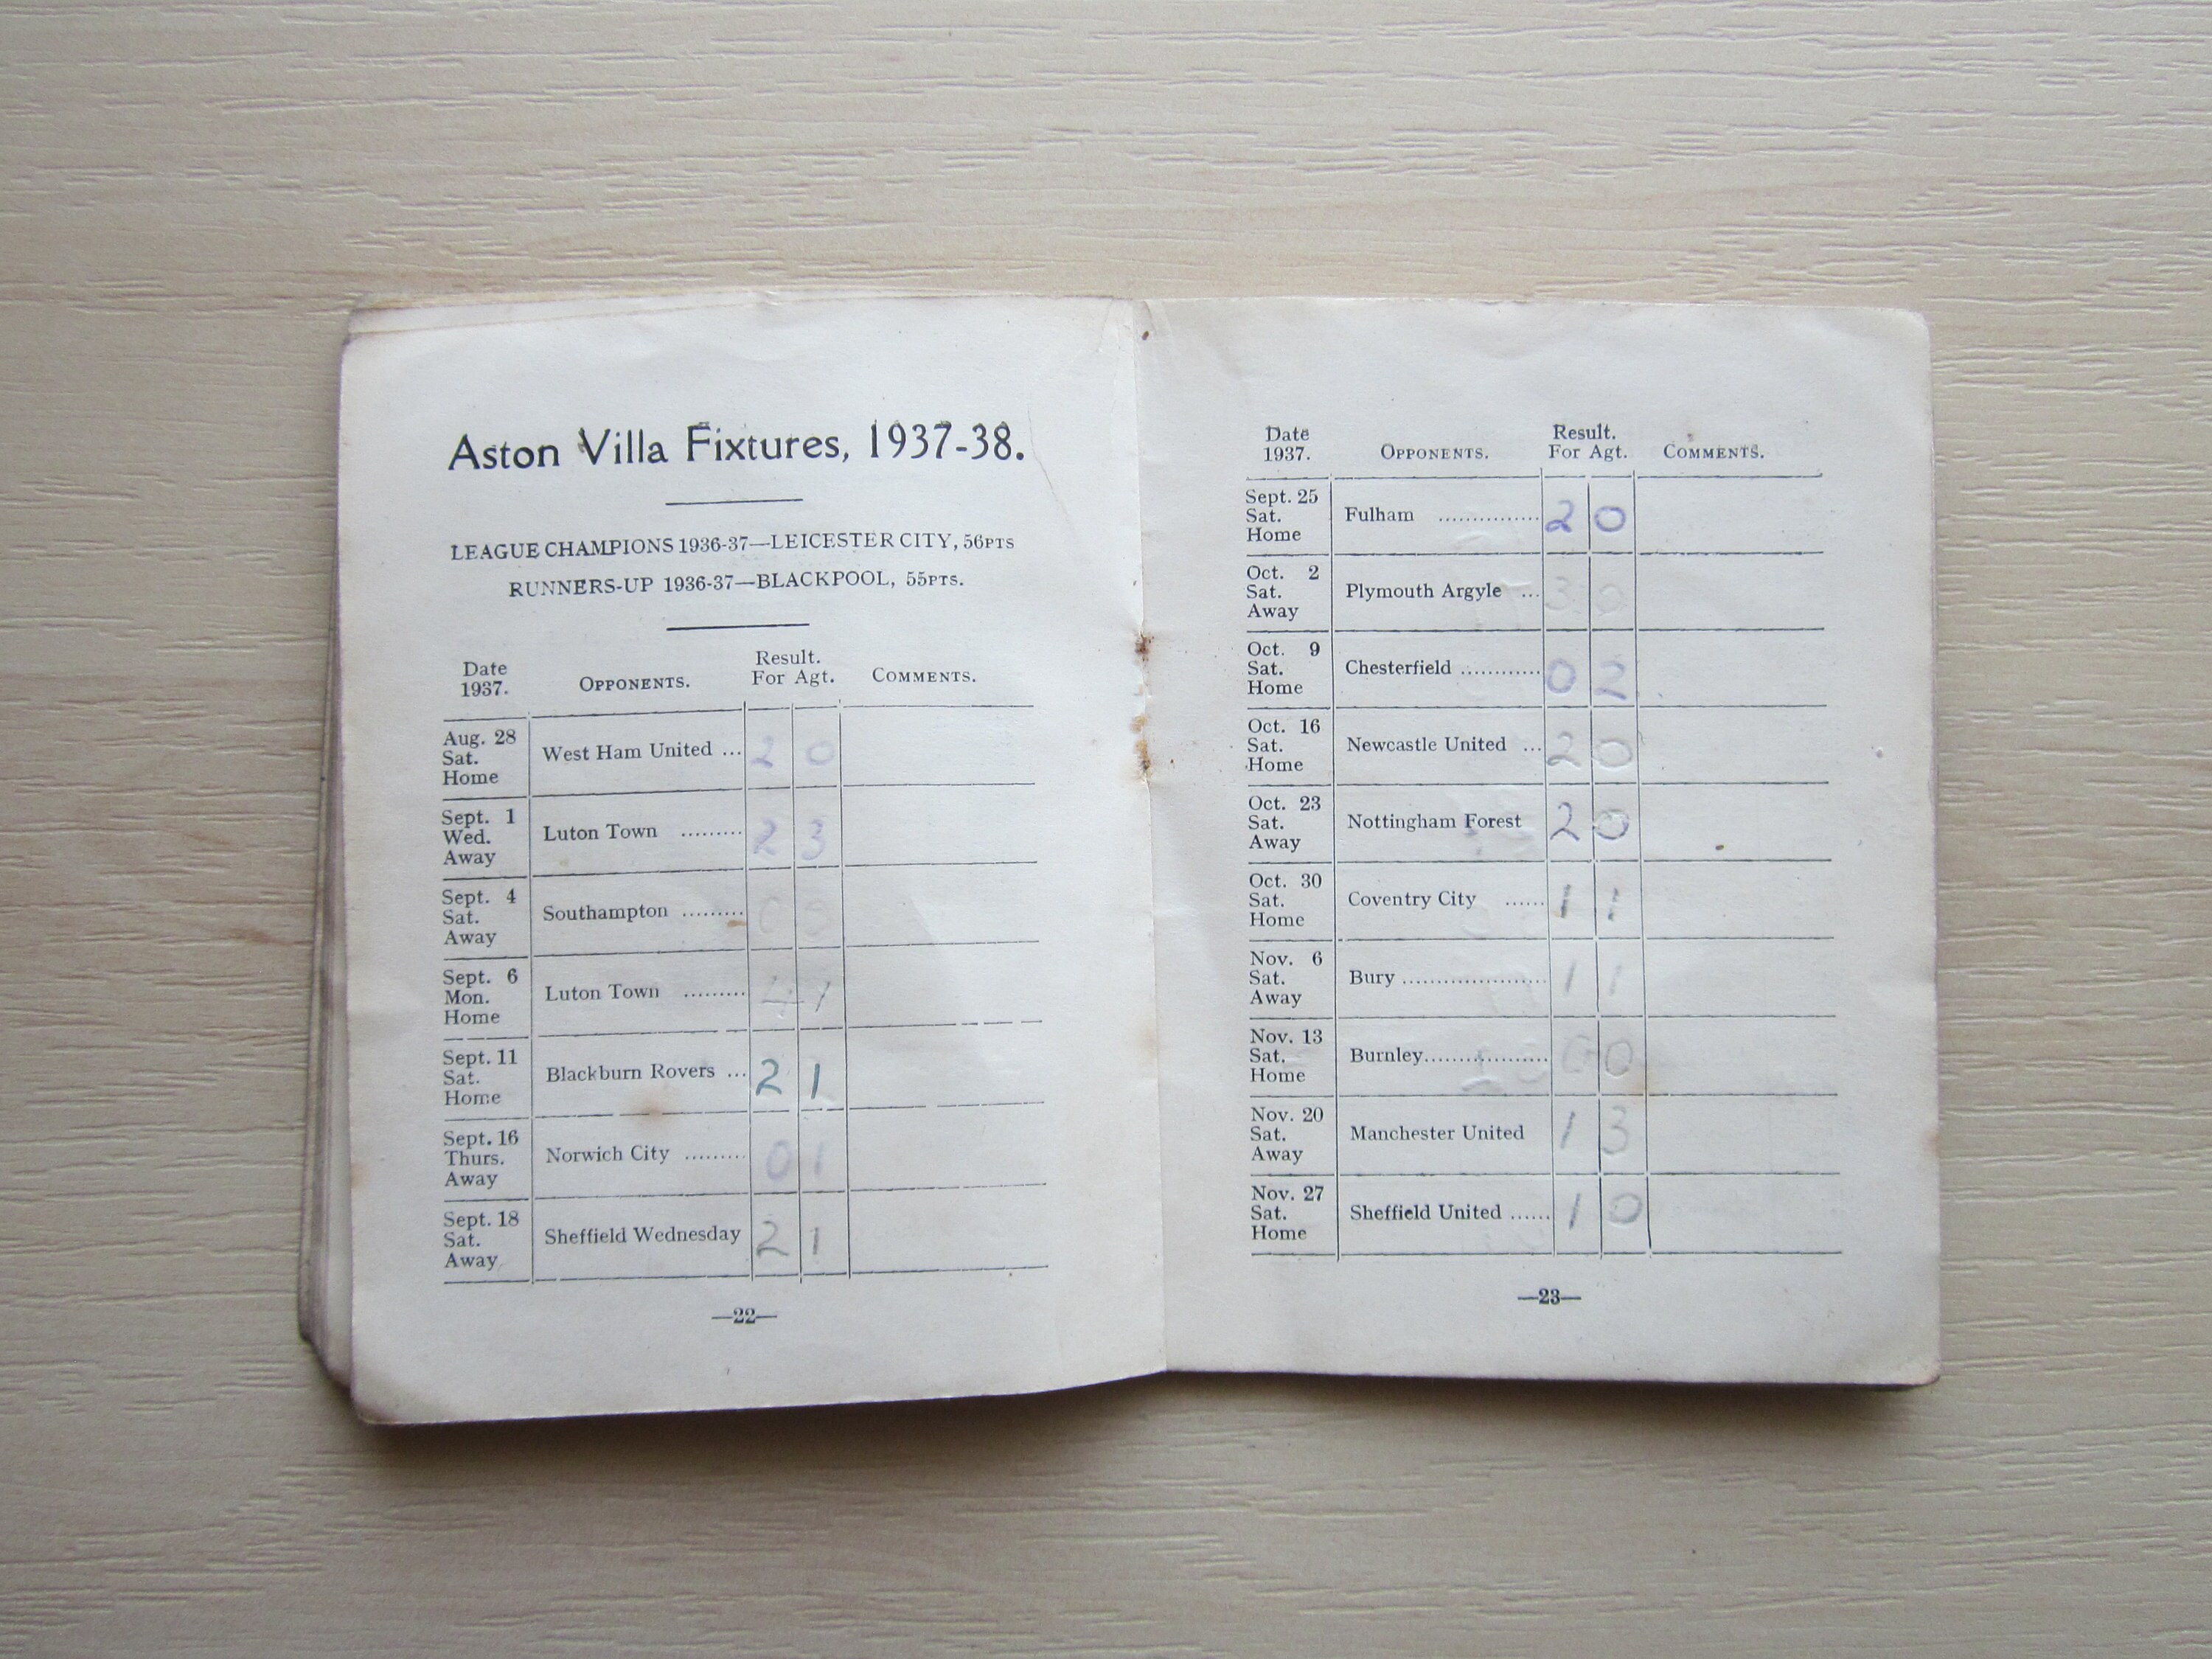 Aston Villa Fixtures, 1937-38.
LEAGUE CHAMPIONS 1936-37—LEICESTER CITY, 56PTS
RUNNERS-UP 1936-37—BLACKPOOL, 55PTS.
Date 1937. OPPONENTS. Result. For Agt. COMMENTS.
Aug. 28
Sat. West Ham United ... 2 0
Home
Sept. 1
Wed. Luton Town ......... 2 3
Away
Sept. 4
Sat. Southampton ......... 0 0
Away
Sept. 6
Mon. Luton Town ......... 4 1
Home
Sept. 11
Sat. Blackburn Rovers ... 2 1
Home
Sept. 16
Thurs. Norwich City ......... 0 1
Away
Sept. 18
Sat. Sheffield Wednesday 2 1
Away
—22—
Date 1937. OPPONENTS. Result. For Agt. COMMENTS.
Sept. 25
Sat. Fulham ............... 2 0
Home
Oct. 2
Sat. Plymouth Argyle ... 3 0
Away
Oct. 9
Sat. Chesterfield ............ 0 2
Home
Oct. 16
Sat. Newcastle United ... 2 0
Home
Oct. 23
Sat. Nottingham Forest 2 0
Away
Oct. 30
Sat. Coventry City ...... 1 1
Home
Nov. 6
Sat. Bury ...................... 1 1
Away
Nov. 13
Sat. Burnley................... 0 0
Home
Nov. 20
Sat. Manchester United 1 3
Away
Nov. 27
Sat. Sheffield United ...... 1 0
Home
—23—